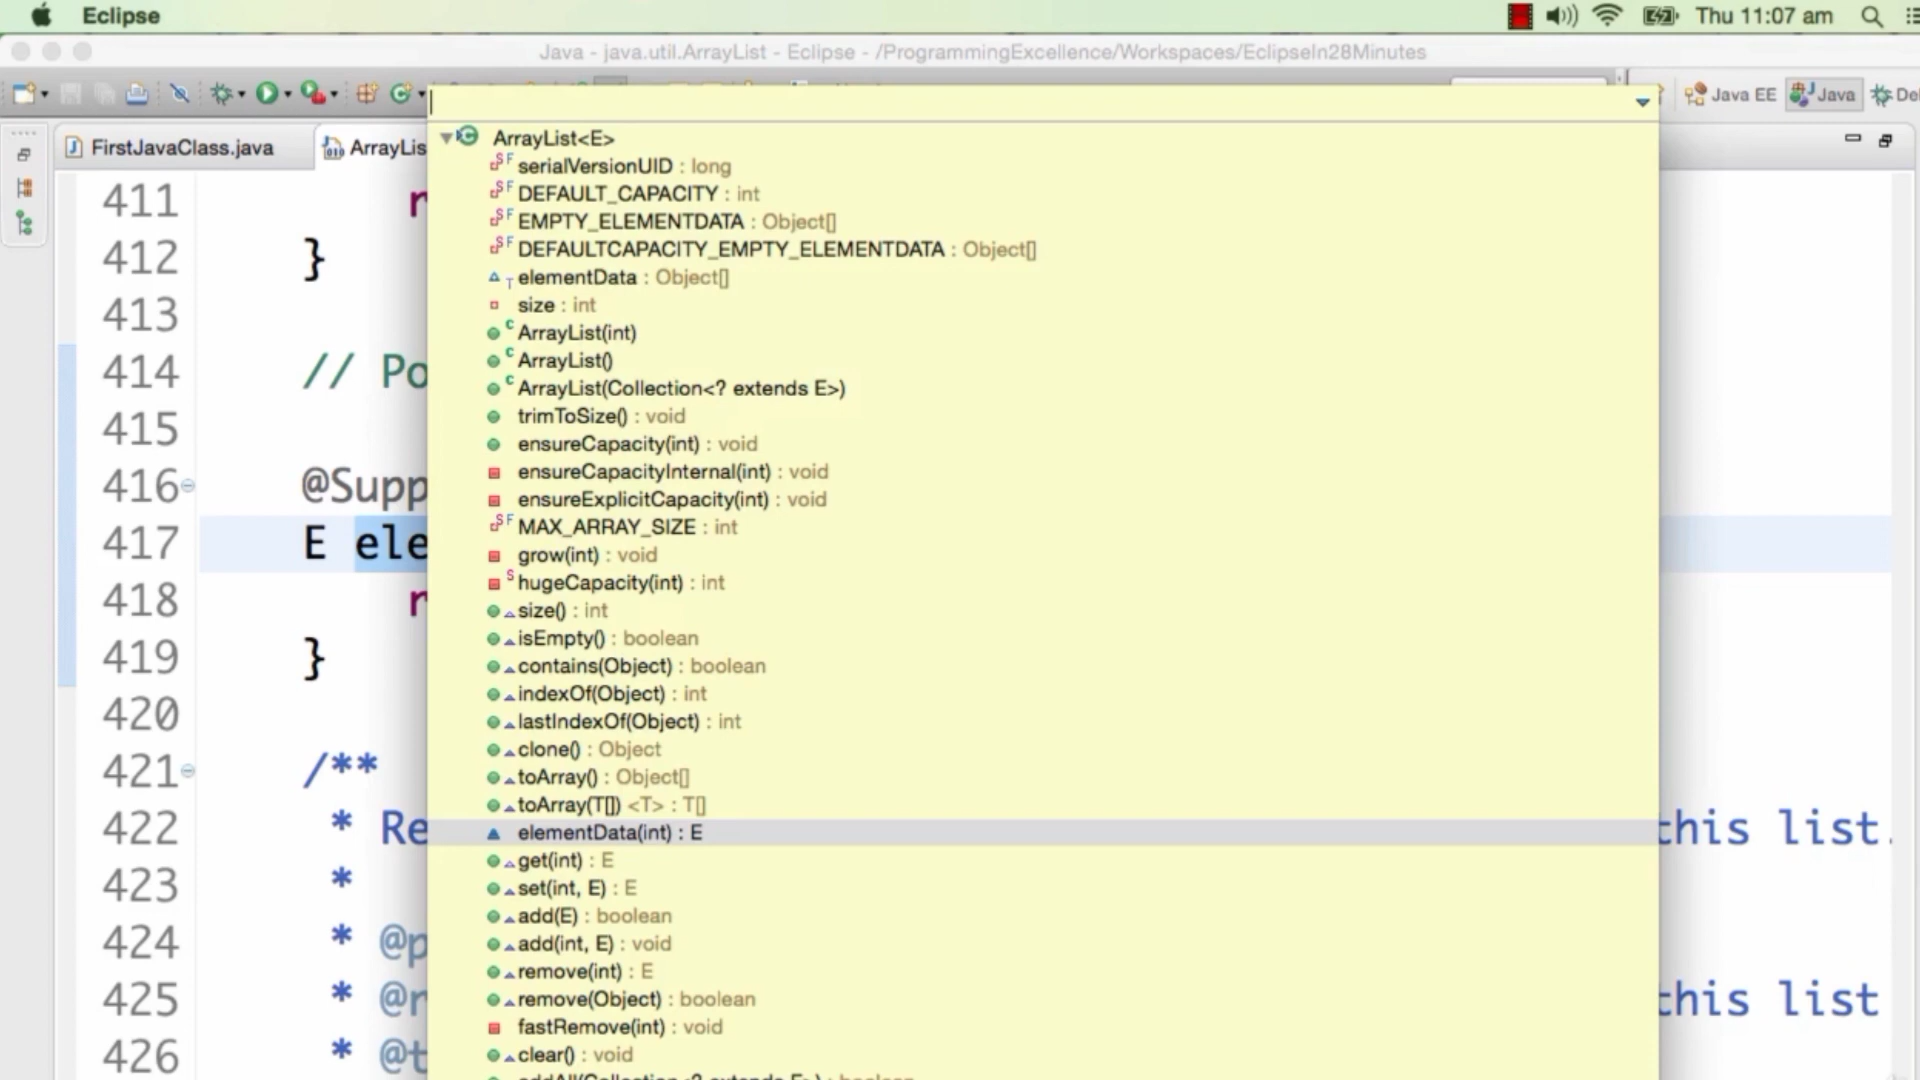 Eclipse
Thu 11:07 am
Java - java.util.ArrayList - Eclipse - /ProgrammingExcellence/Workspaces/EclipseIn28Minutes
Java EE
Java
FirstJavaClass.java
ArrayLis
ArrayList<E>
serialVersionUID : long
DEFAULT_CAPACITY : int
EMPTY_ELEMENTDATA : Object[]
DEFAULTCAPACITY_EMPTY_ELEMENTDATA : Object[]
elementData : Object[]
size : int
ArrayList(int)
ArrayList()
ArrayList(Collection<? extends E>)
trimToSize() : void
ensureCapacity(int) : void
ensureCapacityInternal(int) : void
ensureExplicitCapacity(int) : void
MAX_ARRAY_SIZE : int
grow(int) : void
hugeCapacity(int) : int
size() : int
isEmpty() : boolean
contains(Object) : boolean
indexOf(Object) : int
lastIndexOf(Object) : int
clone() : Object
toArray() : Object[]
toArray(T[]) <T> : T[]
elementData(int) : E
get(int) : E
set(int, E) : E
add(E) : boolean
add(int, E) : void
remove(int) : E
remove(Object) : boolean
fastRemove(int) : void
clear() : void
addAll(Collection<? extends E>) : boolean
411 r
412 }
413
414 // Po
415
416 @Supp
417 E ele
418 r
419 }
420
421 /**
422 * Re this list.
423 *
424 * @p
425 * @r this list
426 * @t